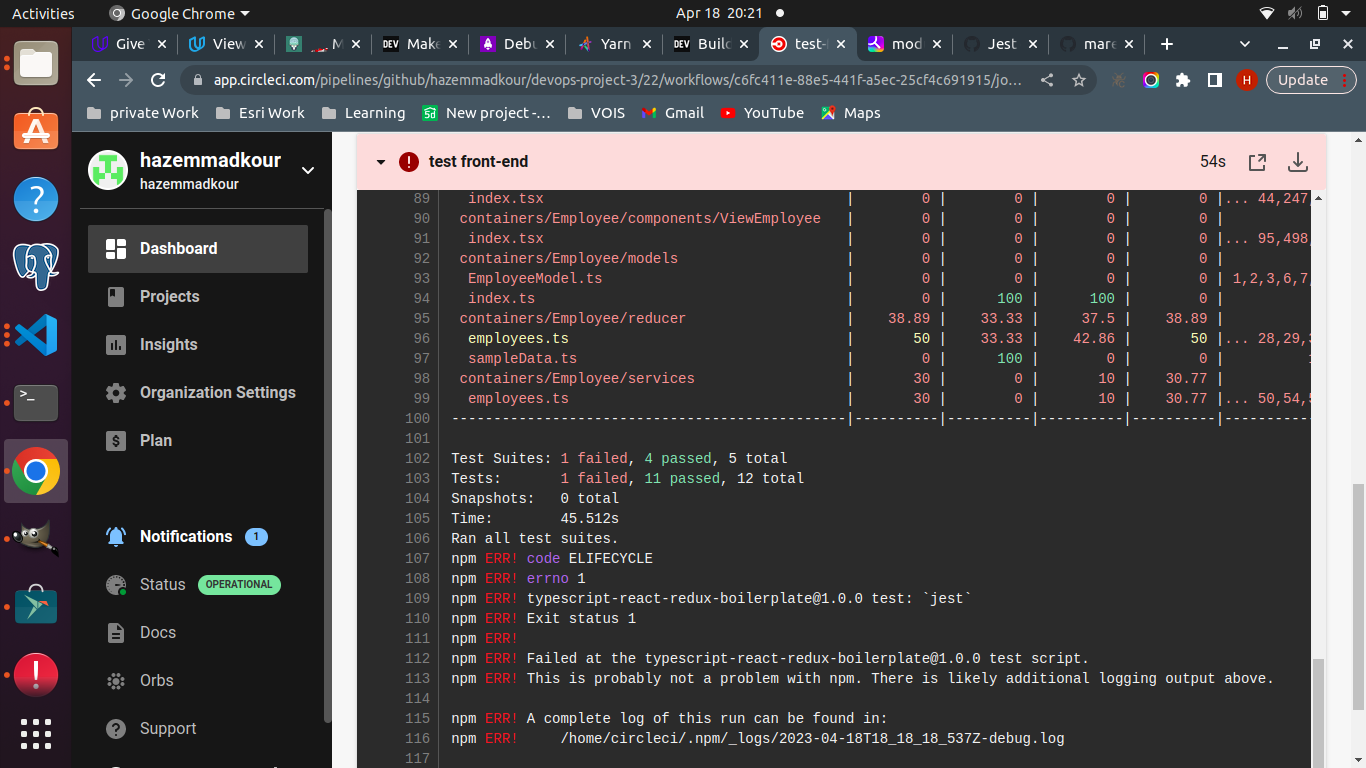 Activities
Google Chrome
Apr 18 20:21
Give
View
M
DEV Make
Debu
Yarn
DEV Build
test-
mod
Jest
mare
app.circleci.com/pipelines/github/hazemmadkour/devops-project-3/22/workflows/c6fc411e-88e5-441f-a5ec-25cf4c691915/jo...
H
Update
private Work
Esri Work
Learning
New project -...
VOIS
Gmail
YouTube
Maps
hazemmadkour
hazemmadkour
Dashboard
Projects
Insights
Organization Settings
Plan
Notifications 1
Status OPERATIONAL
Docs
Orbs
Support
test front-end
54s
89 index.tsx | 0 | 0 | 0 | 0 |... 44,247,
90 containers/Employee/components/ViewEmployee | 0 | 0 | 0 | 0 |
91 index.tsx | 0 | 0 | 0 | 0 |... 95,498,
92 containers/Employee/models | 0 | 0 | 0 | 0 |
93 EmployeeModel.ts | 0 | 0 | 0 | 0 | 1,2,3,6,7,
94 index.ts | 0 | 100 | 100 | 0 |
95 containers/Employee/reducer | 38.89 | 33.33 | 37.5 | 38.89 |
96 employees.ts | 50 | 33.33 | 42.86 | 50 |... 28,29,
97 sampleData.ts | 0 | 100 | 0 | 0 |
98 containers/Employee/services | 30 | 0 | 10 | 30.77 |
99 employees.ts | 30 | 0 | 10 | 30.77 |... 50,54,
100 -----------------------------------------------|----------|----------|----------|----------|----------
101
102 Test Suites: 1 failed, 4 passed, 5 total
103 Tests: 1 failed, 11 passed, 12 total
104 Snapshots: 0 total
105 Time: 45.512s
106 Ran all test suites.
107 npm ERR! code ELIFECYCLE
108 npm ERR! errno 1
109 npm ERR! typescript-react-redux-boilerplate@1.0.0 test: `jest`
110 npm ERR! Exit status 1
111 npm ERR!
112 npm ERR! Failed at the typescript-react-redux-boilerplate@1.0.0 test script.
113 npm ERR! This is probably not a problem with npm. There is likely additional logging output above.
114
115 npm ERR! A complete log of this run can be found in:
116 npm ERR! /home/circleci/.npm/_logs/2023-04-18T18_18_18_537Z-debug.log
117